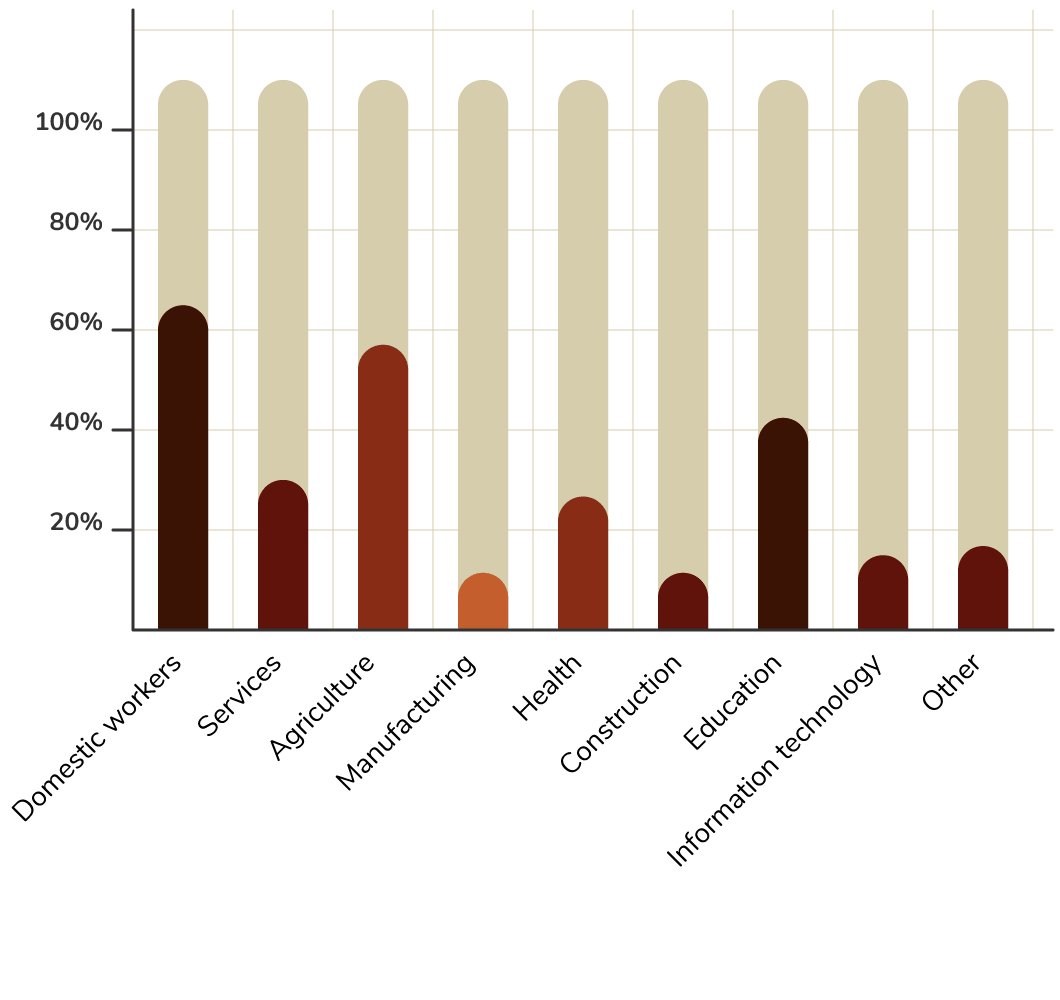 100%
80%
60%
40%
20%
Domestic workers
Services
Agriculture
Manufacturing
Health
Construction
Education
Information technology
Other